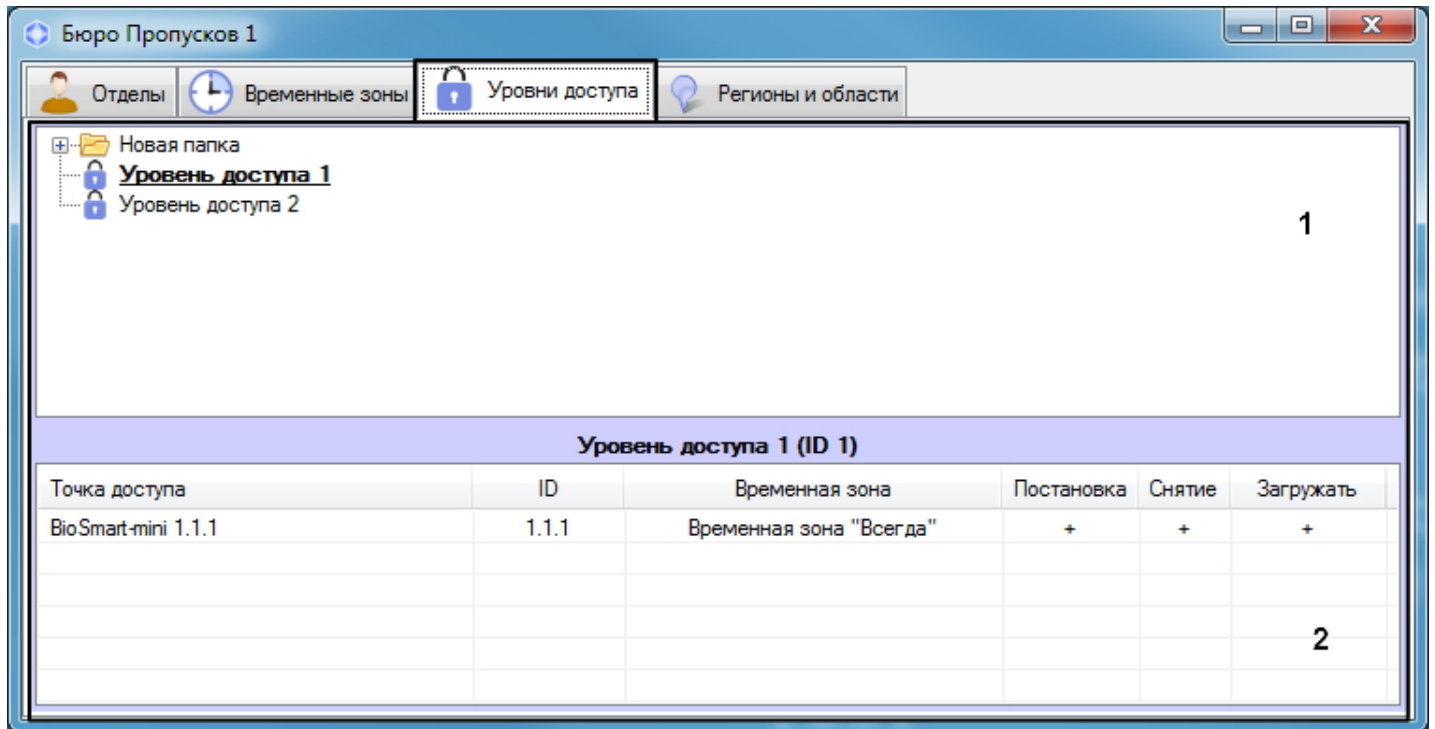 Бюро Пропусков 1
Отделы Временные зоны Уровни доступа Регионы и области
Новая папка
Уровень доступа 1
Уровень доступа 2
1
Уровень доступа 1 (ID 1)
Точка доступа ID Временная зона Постановка Снятие Загружать
BioSmart-mini 1.1.1 1.1.1 Временная зона "Всегда" + + +
2